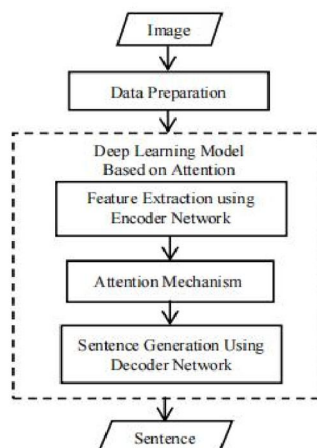 Image
Data Preparation
Deep Learning Model
Based on Attention
Feature Extraction using
Encoder Network
Attention Mechanism
Sentence Generation Using
Decoder Network
Sentence